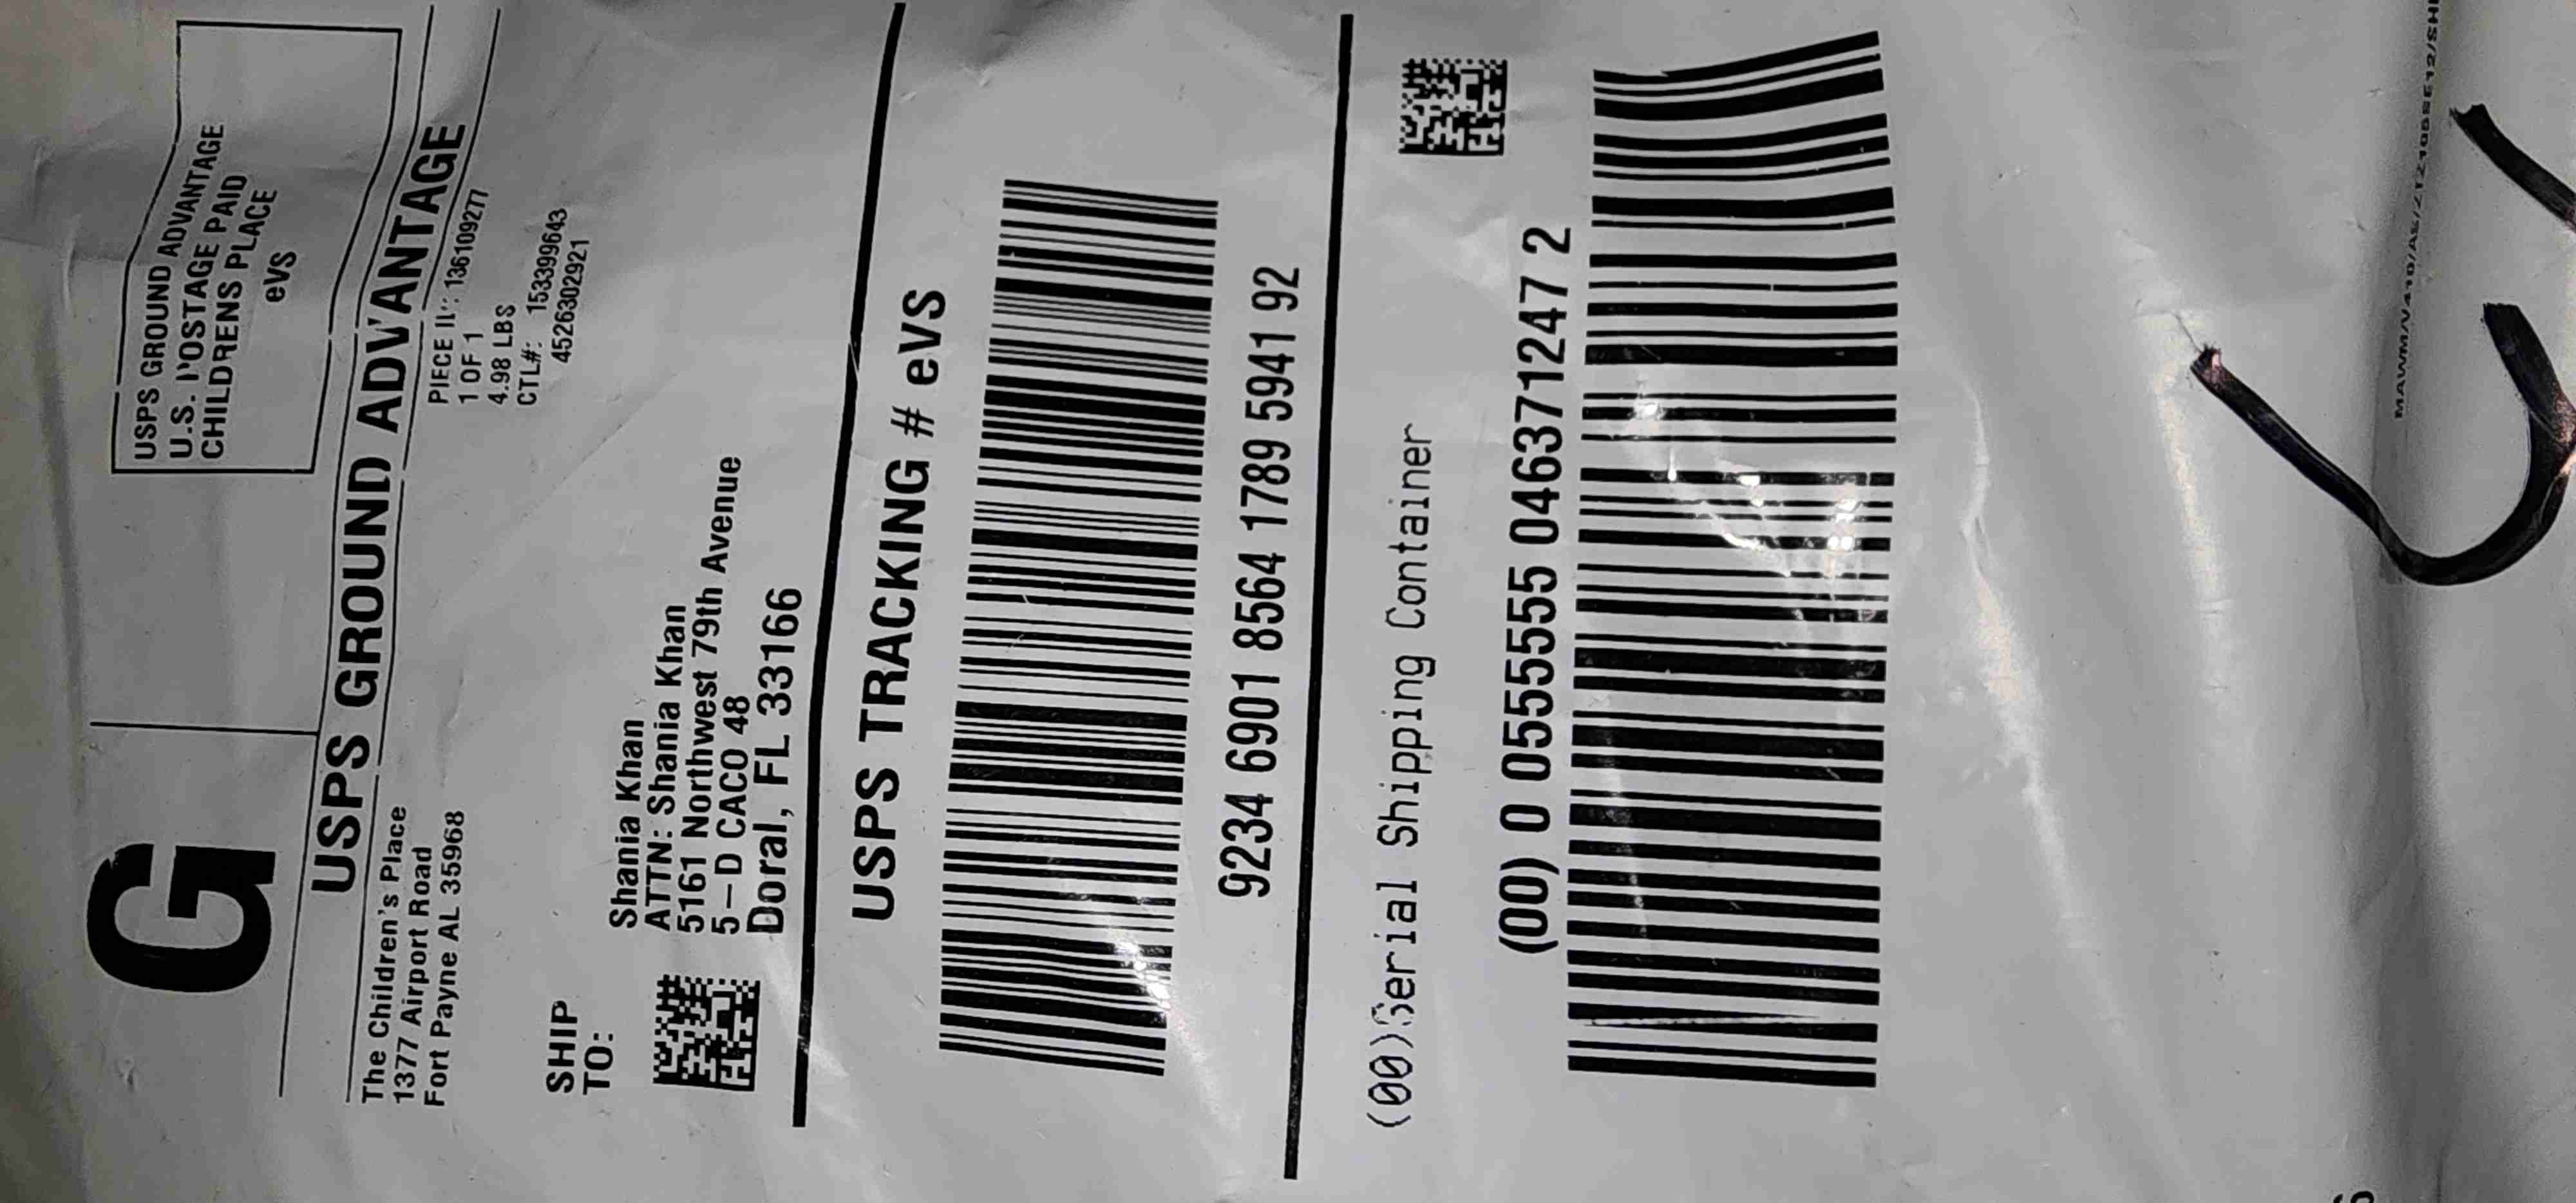 G
USPS GROUND ADVANTAGE
U.S. POSTAGE PAID
CHILDRENS PLACE
eVS
USPS GROUND ADVANTAGE
The Children's Place
1377 Airport Road
Fort Payne AL 35968
PIECE ID: 136109277
1 OF 1
4.98 LBS
CTL#: 1533399643
45263302921
SHIP
TO:
Shania Khan
ATTN: Shania Khan
5161 Northwest 79th Avenue
5-D CACO 48
Doral, FL 33166
USPS TRACKING # eVS
9234 6901 8564 1789 5941 92
(00)Serial Shipping Container
(00) 0 0555555 046371247 2